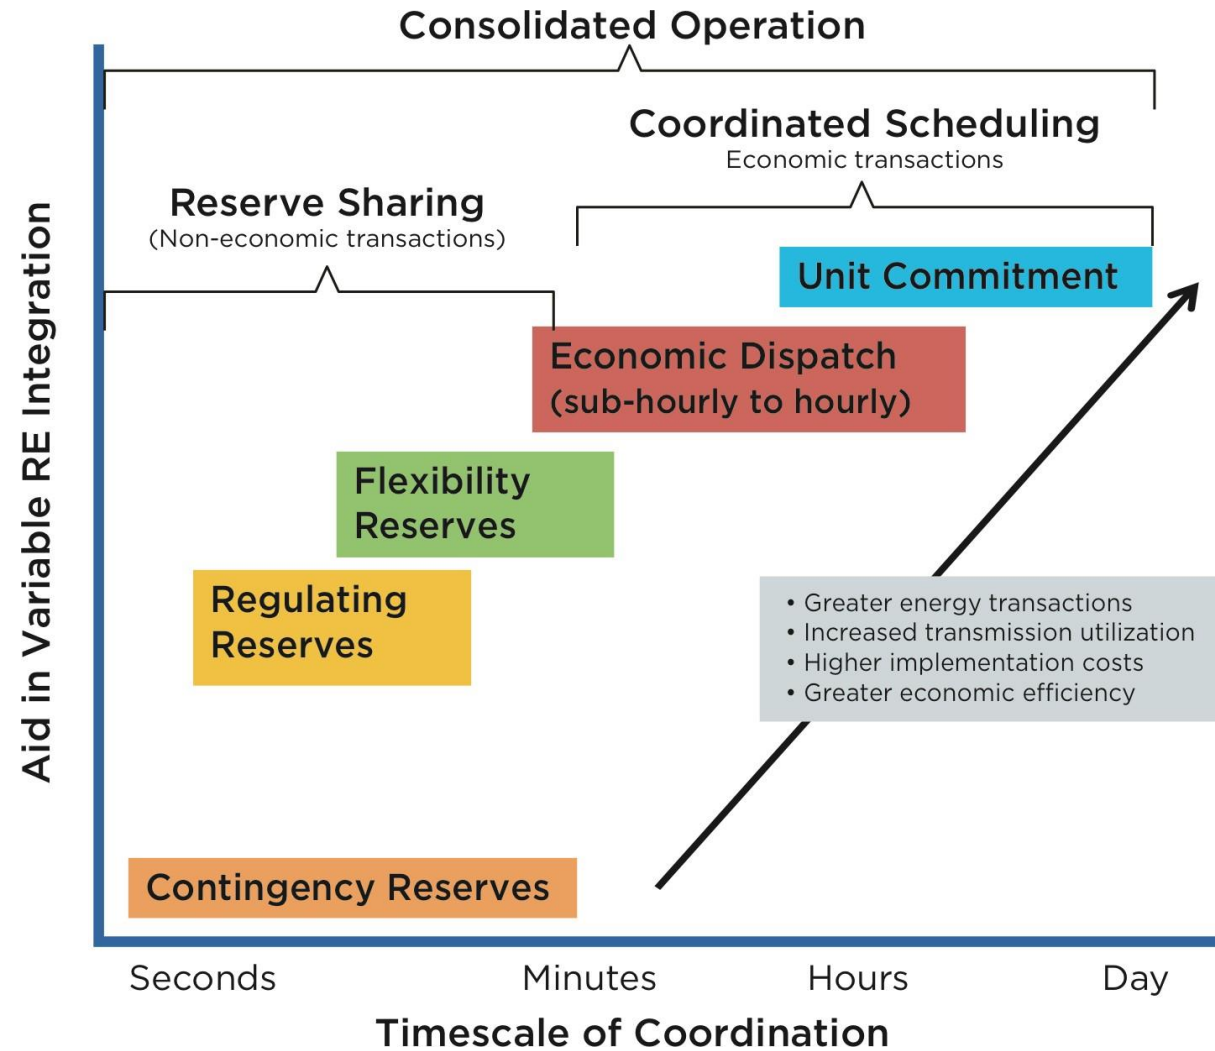 Consolidated Operation
Coordinated Scheduling
Economic transactions
Reserve Sharing
(Non-economic transactions)
Unit Commitment
Economic Dispatch
(sub-hourly to hourly)
Flexibility
Reserves
Regulating
Reserves
• Greater energy transactions
• Increased transmission utilization
• Higher implementation costs
• Greater economic efficiency
Contingency Reserves
Aid in Variable RE Integration
Seconds
Minutes
Hours
Day
Timescale of Coordination